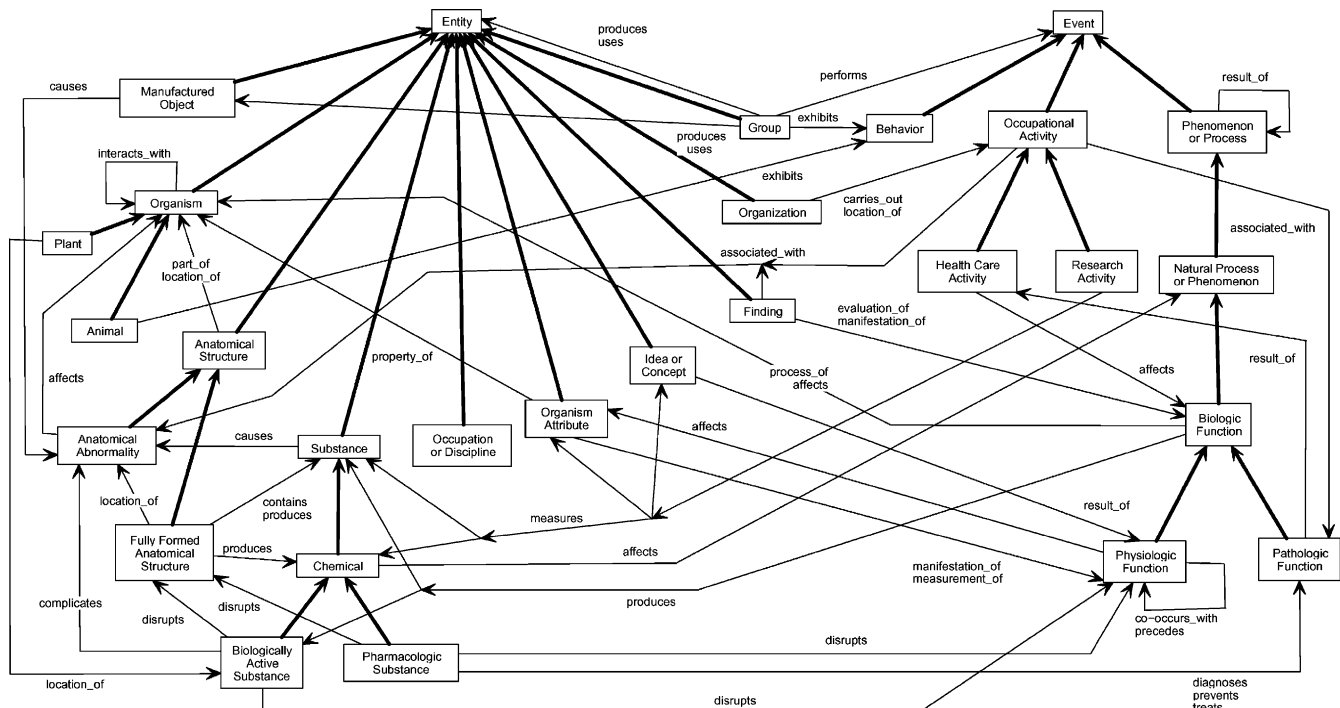 Entity
Event
produces
uses
performs
result_of
causes
Manufactured
Object
Group
exhibits
Behavior
Occupational
Activity
Phenomenon
or Process
produces
uses
interacts_with
exhibits
Organism
Organization
carries_out
location_of
Plant
associated_with
associated_with
part_of
location_of
Health Care
Activity
Research
Activity
Natural Process
or Phenomenon
Animal
Finding
evaluation_of
manifestation_of
Anatomical
Structure
property_of
Idea or
Concept
process_of
affects
result_of
affects
affects
Organism
Attribute
affects
Biologic
Function
Anatomical
Abnormality
causes
Substance
Occupation
or Discipline
location_of
contains
produces
measures
result_of
Fully Formed
Anatomical
Structure
produces
Chemical
affects
manifestation_of
measurement_of
Physiologic
Function
Pathologic
Function
complicates
disrupts
disrupts
produces
co-occurs_with
precedes
Biologically
Active
Substance
Pharmacologic
Substance
disrupts
location_of
disrupts
diagnoses
prevents
treats